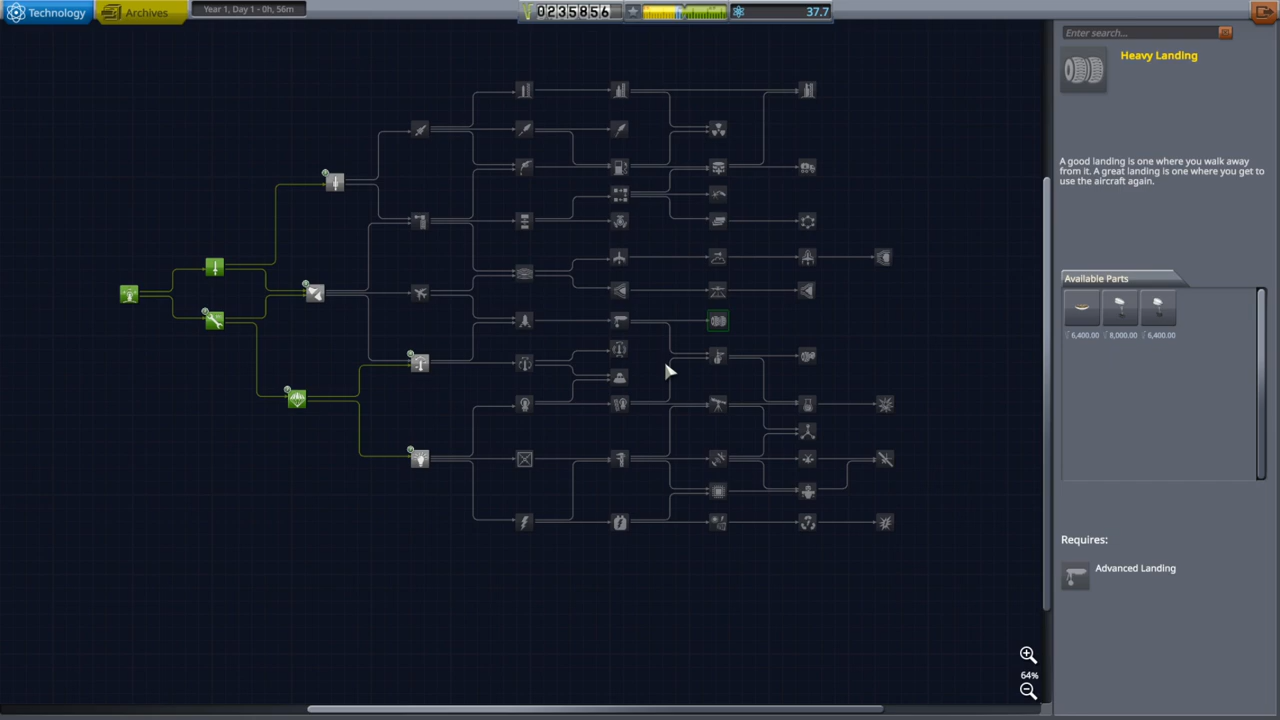 Technology
Archives
Year 1, Day 1 - 0h, 56m
0235856
37.7
Enter search...
Heavy Landing
A good landing is one where you walk away
from it. A great landing is one where you get to
use the aircraft again.
Available Parts
6,400.00 8,000.00 6,400.00
Requires:
Advanced Landing
64%